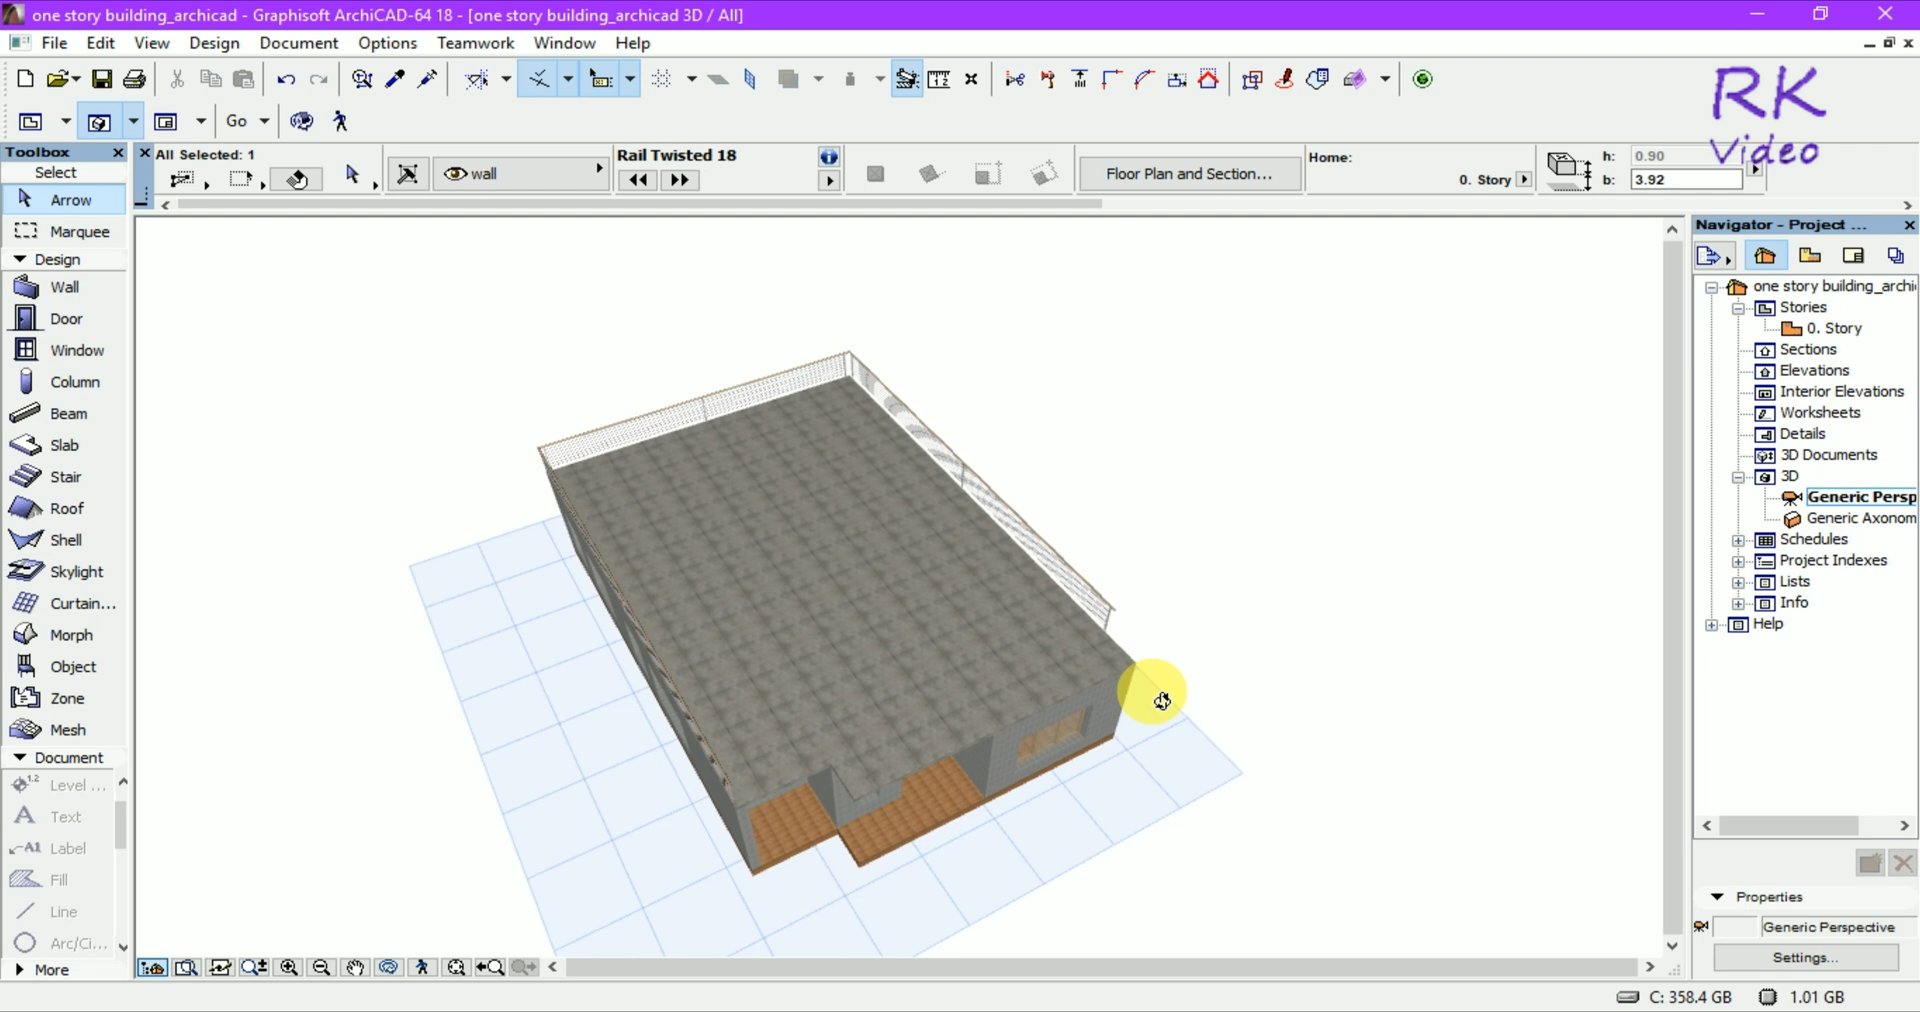 one story building_archicad - Graphisoft ArchiCAD-64 18 - [one story building_archicad 3D / All]
File Edit View Design Document Options Teamwork Window Help
RK
Video
Go
Toolbox
Select
Arrow
Marquee
Design
Wall
Door
Window
Column
Beam
Slab
Stair
Roof
Shell
Skylight
Curtain...
Morph
Object
Zone
Mesh
Document
1.2
Level ...
A Text
A1 Label
Fill
Line
Arc/Ci...
More
All Selected: 1
wall
Rail Twisted 18
Floor Plan and Section...
Home:
0. Story
h: 0.90
b: 3.92
Navigator - Project ...
one story building_archi
Stories
0. Story
Sections
Elevations
Interior Elevations
Worksheets
Details
3D Documents
3D
Generic Persp
Generic Axonom
Schedules
Project Indexes
Lists
Info
Help
Properties
Generic Perspective
Settings...
C: 358.4 GB 1.01 GB